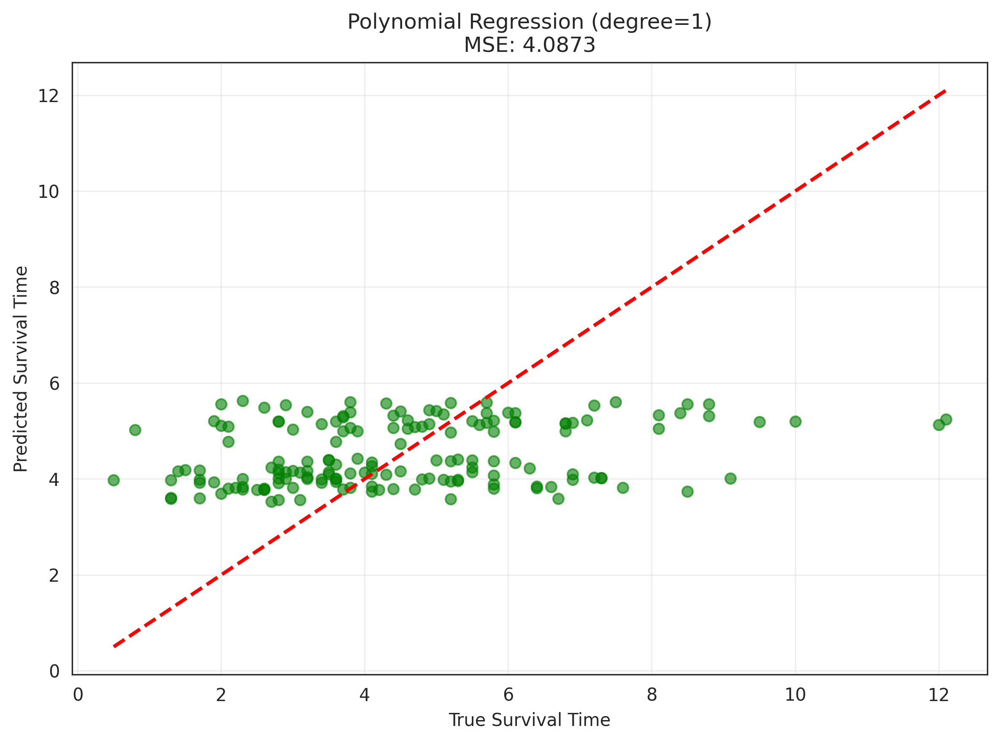 Polynomial Regression (degree=1)
MSE: 4.0873
12
10
8
6
4
2
0
Predicted Survival Time
0 2 4 6 8 10 12
True Survival Time